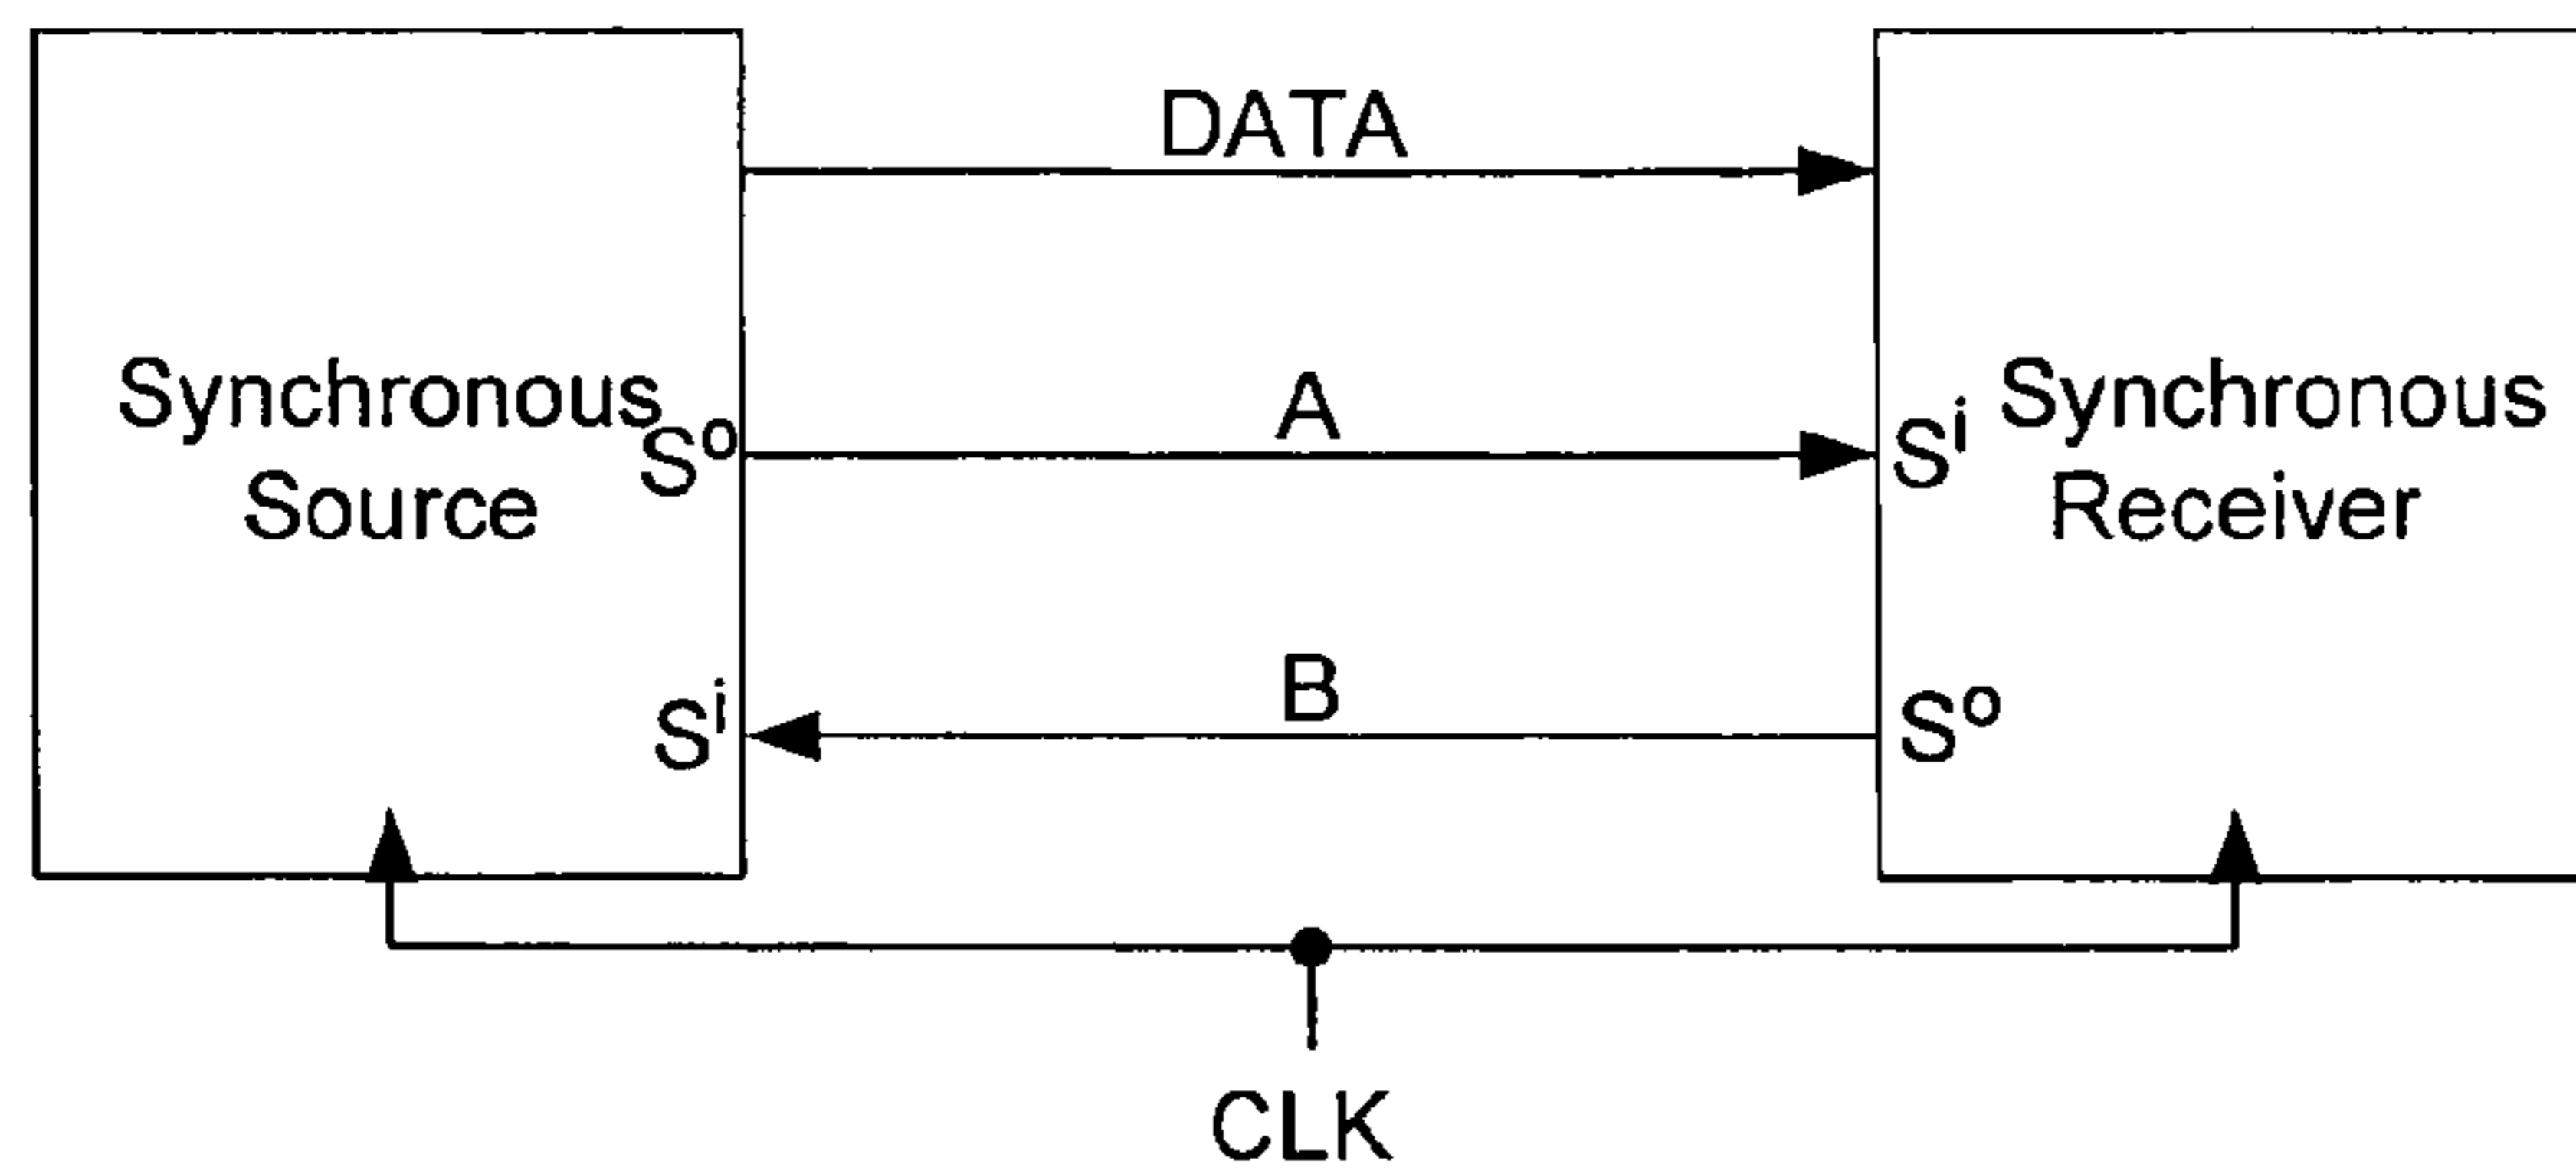 DATA
Synchronous
Source
S^o
A
S^i
Synchronous
Receiver
S^i
B
S^o
CLK